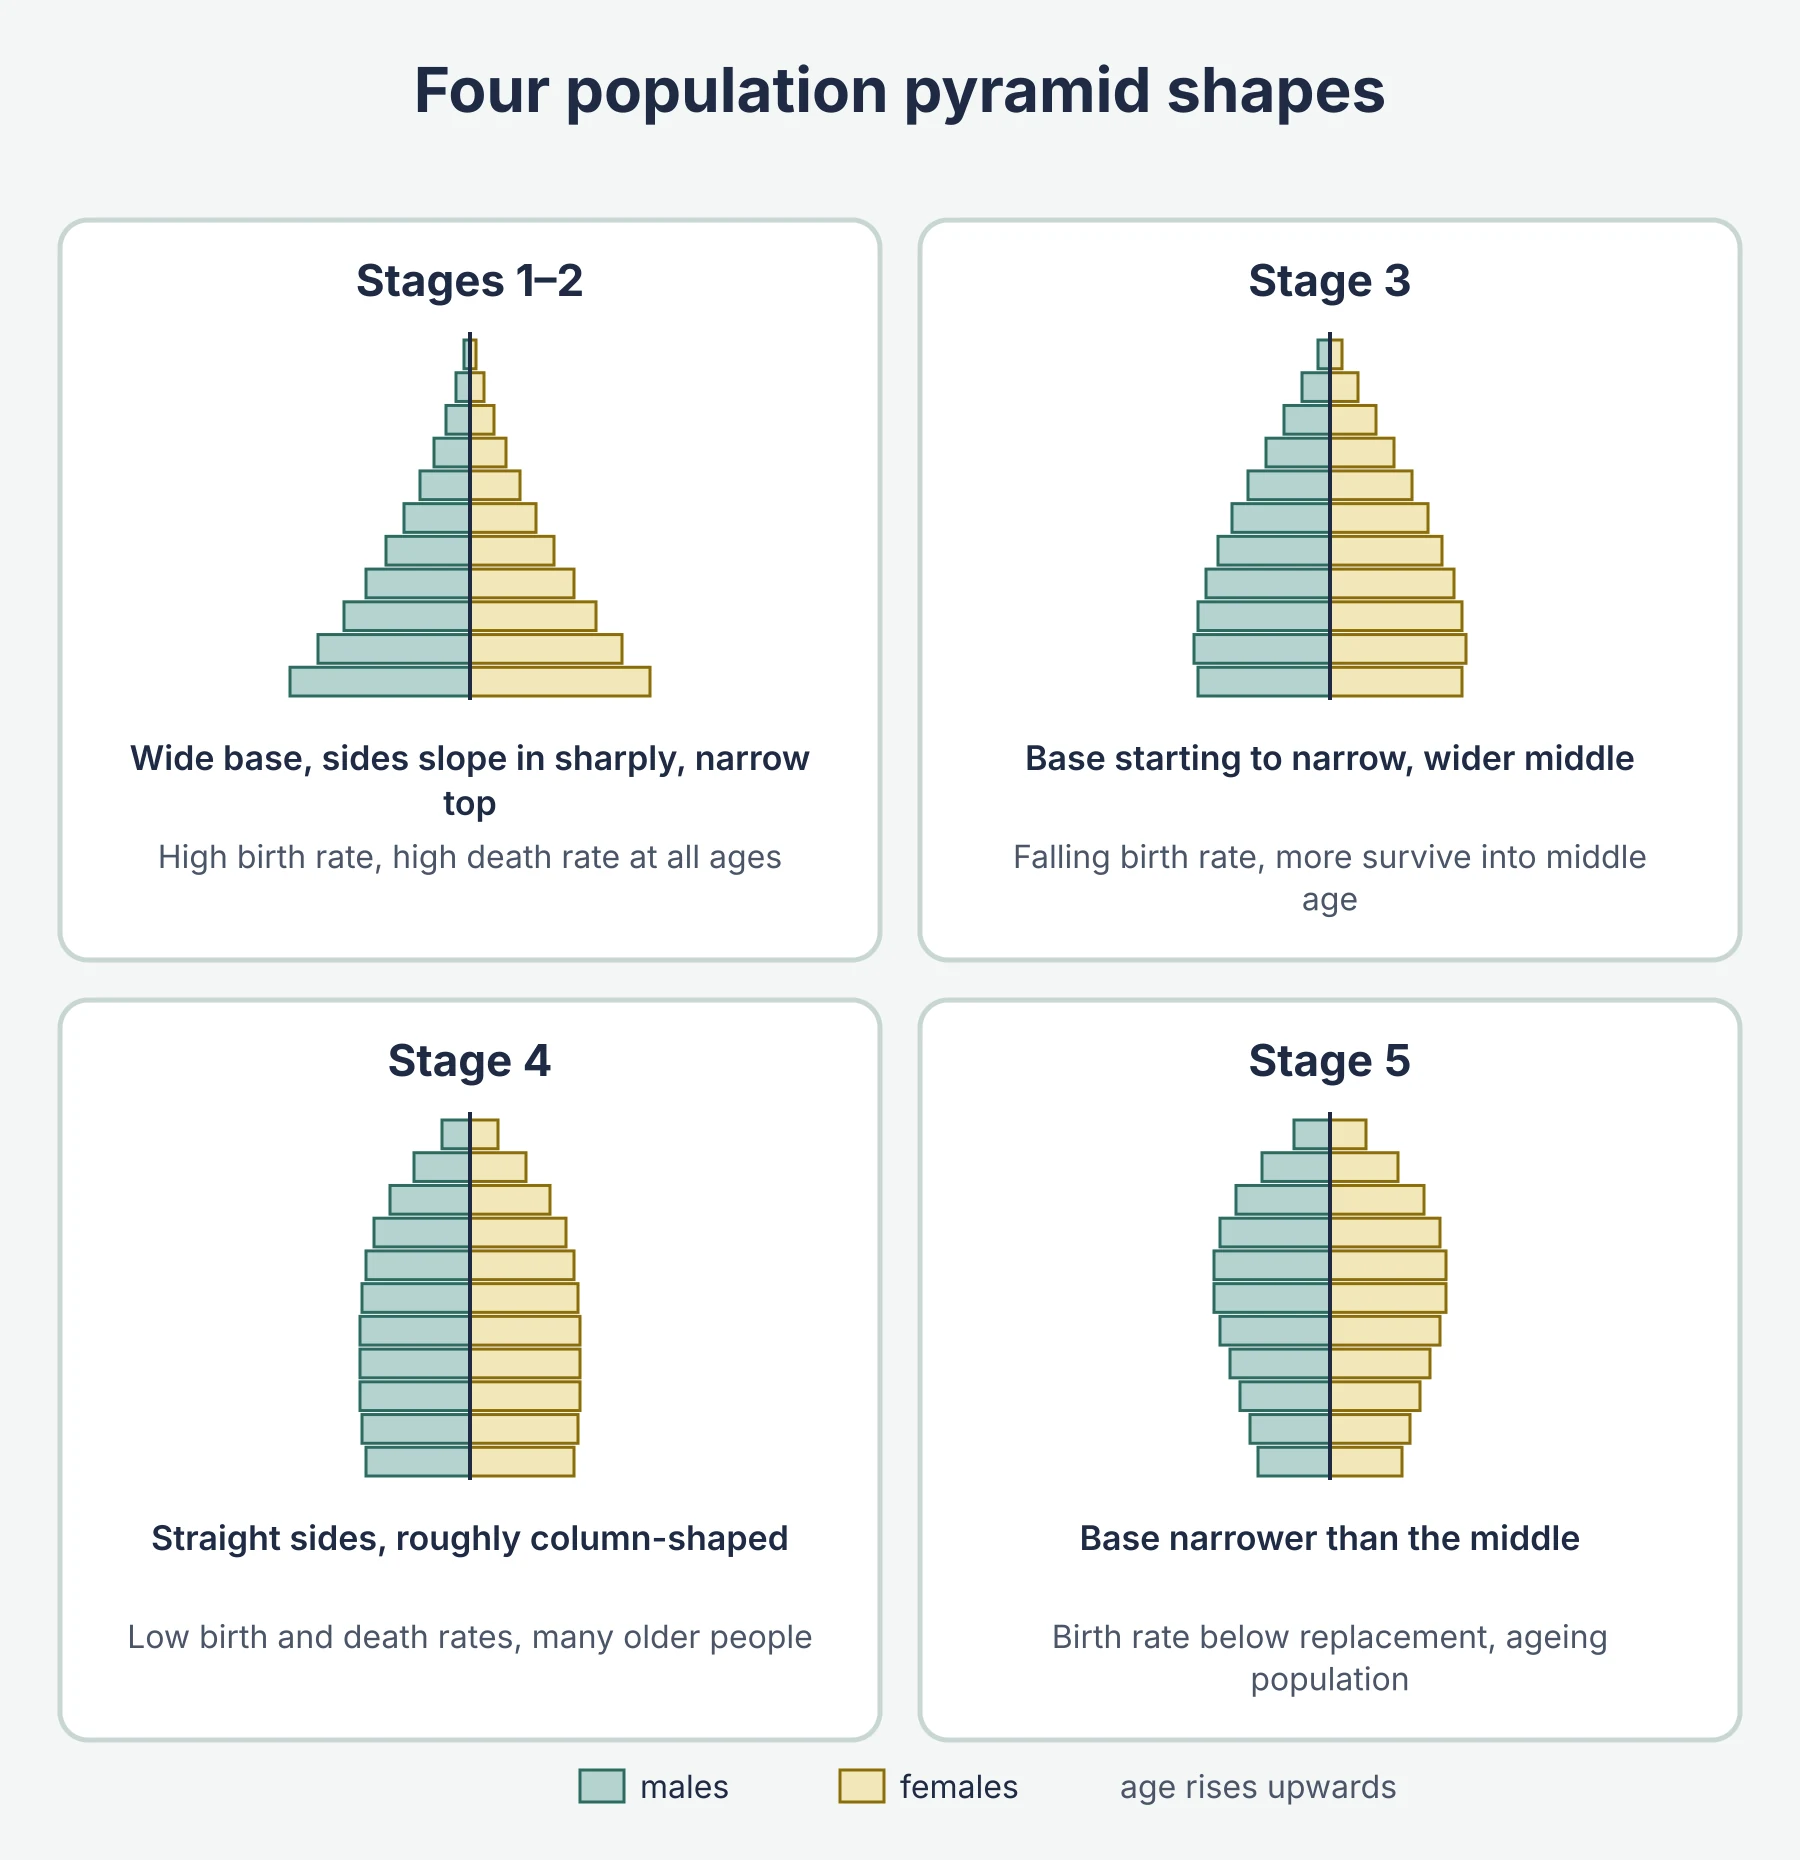 Four population pyramid shapes
Stages 1–2
Wide base, sides slope in sharply, narrow
top
High birth rate, high death rate at all ages
Stage 3
Base starting to narrow, wider middle
Falling birth rate, more survive into middle
age
Stage 4
Straight sides, roughly column-shaped
Low birth and death rates, many older people
Stage 5
Base narrower than the middle
Birth rate below replacement, ageing
population
males
females
age rises upwards